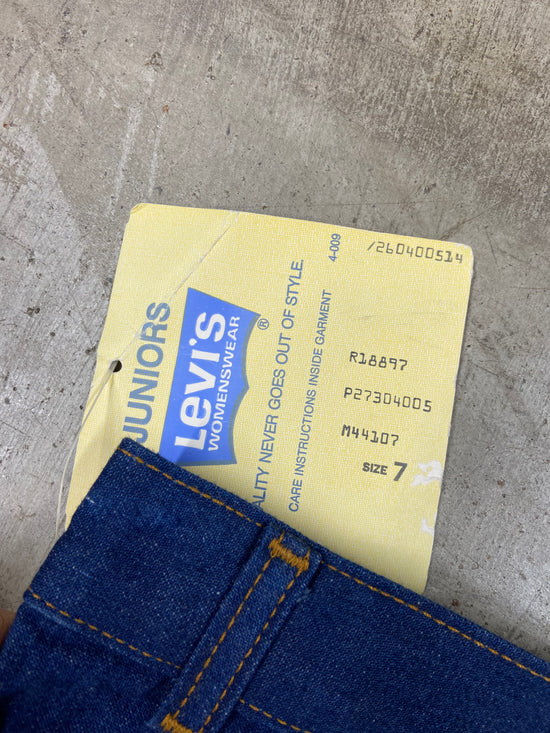 JUNIORS
Levi's®
WOMENSWEAR
ALITY NEVER GOES OUT OF STYLE.
CARE INSTRUCTIONS INSIDE GARMENT
4-009
/260400514
R18897
P27304005
M44107
SIZE 7